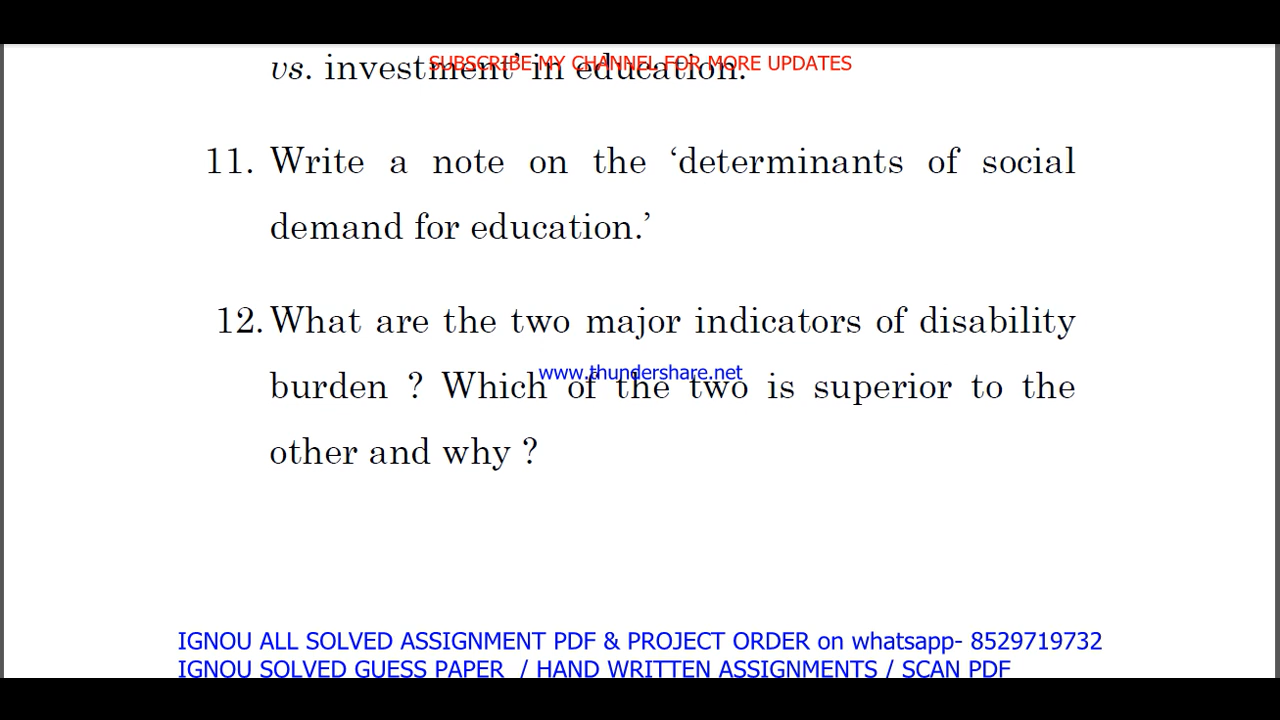 SUBSCRIBE MY CHANNEL FOR MORE UPDATES
vs. investment’ in education.
11. Write a note on the ‘determinants of social
demand for education.’
12. What are the two major indicators of disability
www.thundershare.net
burden ? Which of the two is superior to the
other and why ?
IGNOU ALL SOLVED ASSIGNMENT PDF & PROJECT ORDER on whatsapp- 8529719732
IGNOU SOLVED GUESS PAPER / HAND WRITTEN ASSIGNMENTS / SCAN PDF